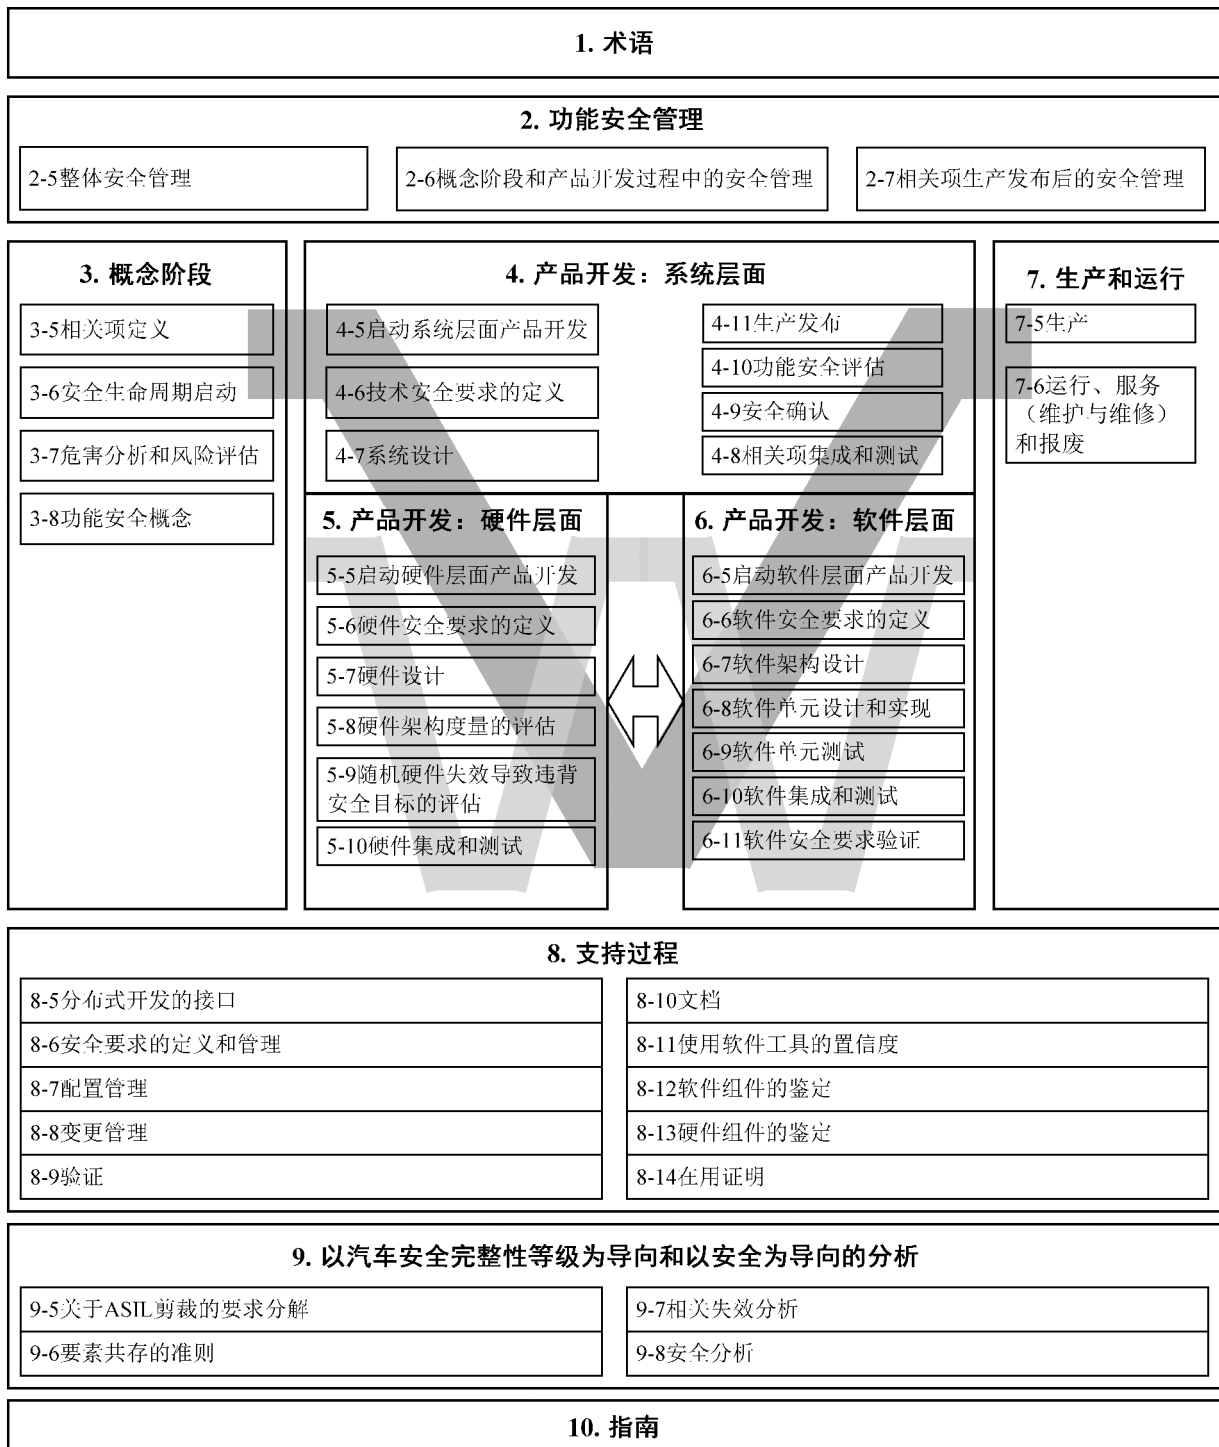 1. 术语
2. 功能安全管理
2-5整体安全管理
2-6概念阶段和产品开发过程中的安全管理
2-7相关项生产发布后的安全管理
3. 概念阶段
3-5相关项定义
3-6安全生命周期启动
3-7危害分析和风险评估
3-8功能安全概念
4. 产品开发：系统层面
4-5启动系统层面产品开发
4-6技术安全要求的定义
4-7系统设计
4-11生产发布
4-10功能安全评估
4-9安全确认
4-8相关项集成和测试
5. 产品开发：硬件层面
5-5启动硬件层面产品开发
5-6硬件安全要求的定义
5-7硬件设计
5-8硬件架构度量的评估
5-9随机硬件失效导致违背
安全目标的评估
5-10硬件集成和测试
6. 产品开发：软件层面
6-5启动软件层面产品开发
6-6软件安全要求的定义
6-7软件架构设计
6-8软件单元设计和实现
6-9软件单元测试
6-10软件集成和测试
6-11软件安全要求验证
7. 生产和运行
7-5生产
7-6运行、服务
（维护与维修）
和报废
8. 支持过程
8-5分布式开发的接口
8-6安全要求的定义和管理
8-7配置管理
8-8变更管理
8-9验证
8-10文档
8-11使用软件工具的置信度
8-12软件组件的鉴定
8-13硬件组件的鉴定
8-14在用证明
9. 以汽车安全完整性等级为导向和以安全为导向的分析
9-5关于ASIL剪裁的要求分解
9-6要素共存的准则
9-7相关失效分析
9-8安全分析
10. 指南